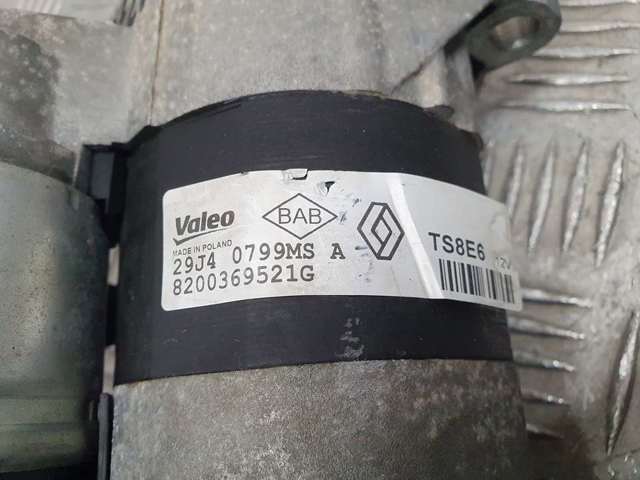 Valeo
MADE IN POLAND
BAB
29J4 0799MS A
8200369521G
TS8E6 12V